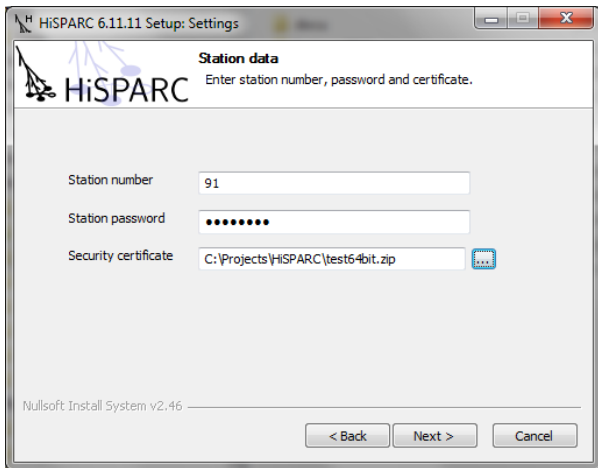 HiSPARC 6.11.11 Setup: Settings
Station data
Enter station number, password and certificate.
HiSPARC
Station number
91
Station password
••••••••
Security certificate
C:\Projects\HiSPARC\test64bit.zip
...
Nullsoft Install System v2.46
< Back
Next >
Cancel